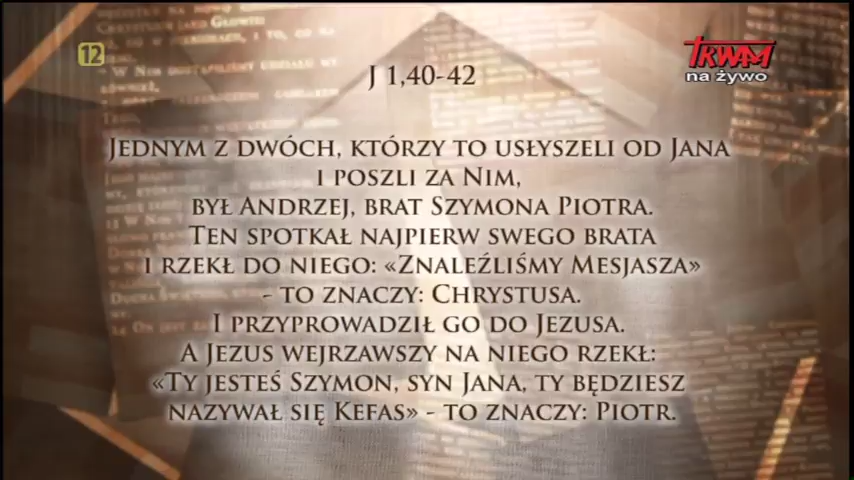 12
TRWAM
na żywo
J 1,40-42
Jednym z dwóch, którzy to usłyszeli od Jana
i poszli za Nim,
był Andrzej, brat Szymona Piotra.
Ten spotkał najpierw swego brata
i rzekł do niego: «Znaleźliśmy Mesjasza»
- to znaczy: Chrystusa.
I przyprowadził go do Jezusa.
A Jezus wejrzawszy na niego rzekł:
«Ty jesteś Szymon, syn Jana, ty będziesz
nazywał się Kefas» - to znaczy: Piotr.